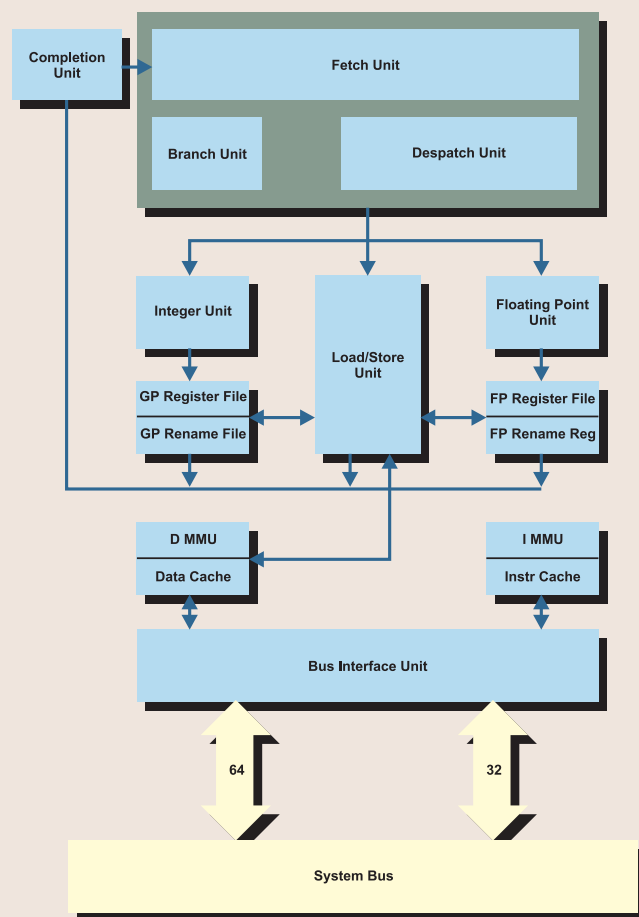 Completion
Unit
Fetch Unit
Branch Unit
Despatch Unit
Integer Unit
Load/Store
Unit
Floating Point
Unit
GP Register File
GP Rename File
FP Register File
FP Rename Reg
D MMU
Data Cache
I MMU
Instr Cache
Bus Interface Unit
64
32
System Bus